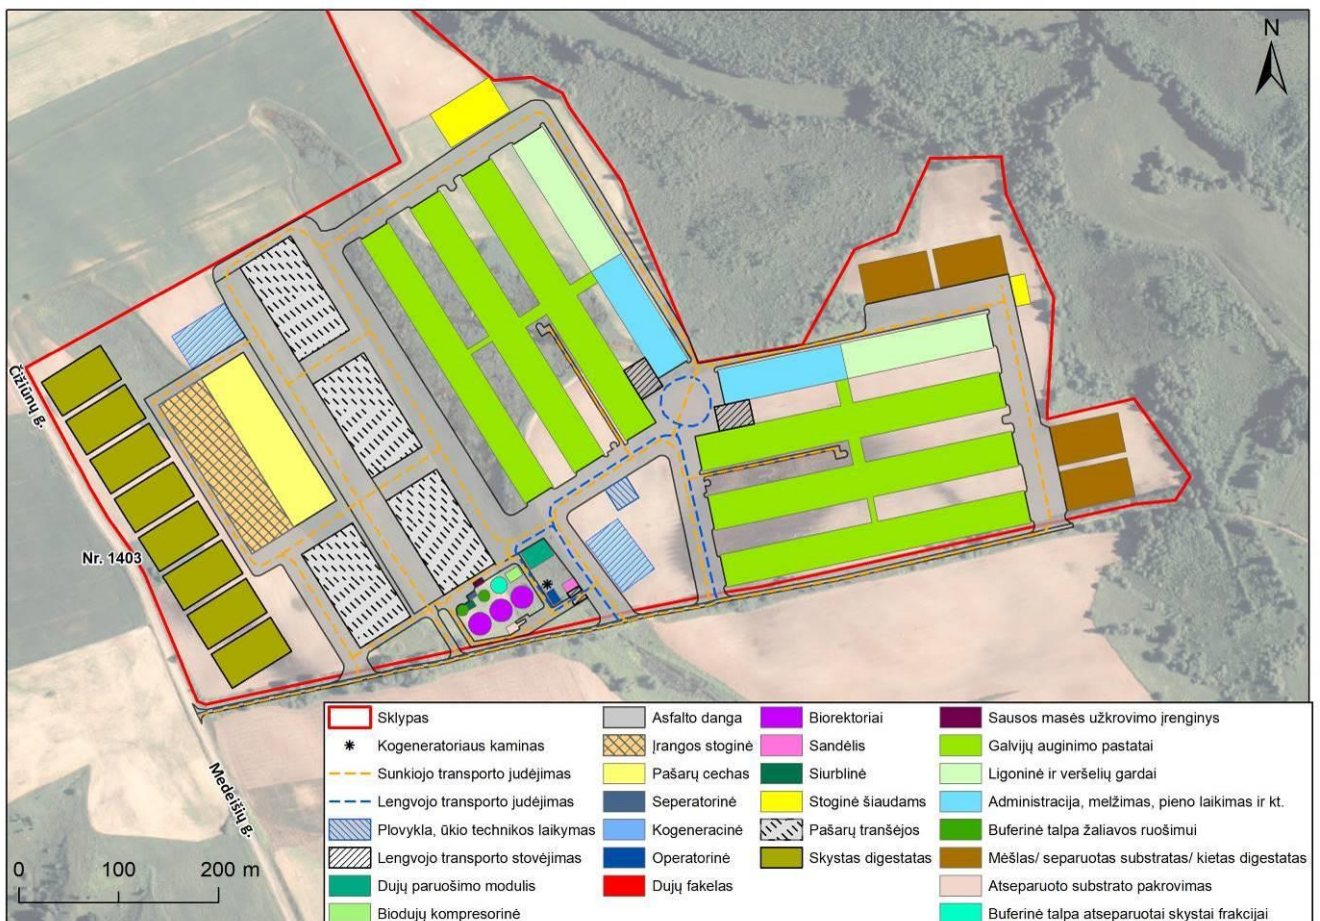 N
Čižiūnų g.
Nr. 1403
Medeišių g.
0 100 200 m
Sklypas
Kogeneratoriaus kaminas
Sunkiojo transporto judėjimas
Lengvojo transporto judėjimas
Plovykla, ūkio technikos laikymas
Lengvojo transporto stovėjimas
Dujų paruošimo modulis
Biodujų kompresorinė
Asfalto danga
Įrangos stoginė
Pašarų cechas
Seperatorinė
Kogeneracinė
Operatorinė
Dujų fakelas
Biorektoriai
Sandėlis
Siurblinė
Stoginė šiaudams
Pašarų tranšėjos
Skystas digestatas
Sausos masės užkrovimo įrenginys
Galvijų auginimo pastatai
Ligoninė ir veršelių gardai
Administracija, melžimas, pieno laikimas ir kt.
Buferinė talpa žaliavos ruošimui
Mėšlas/ separuotas substratas/ kietas digestatas
Atseparuoto substrato pakrovimas
Buferinė talpa atseparuotai skystai frakcijai